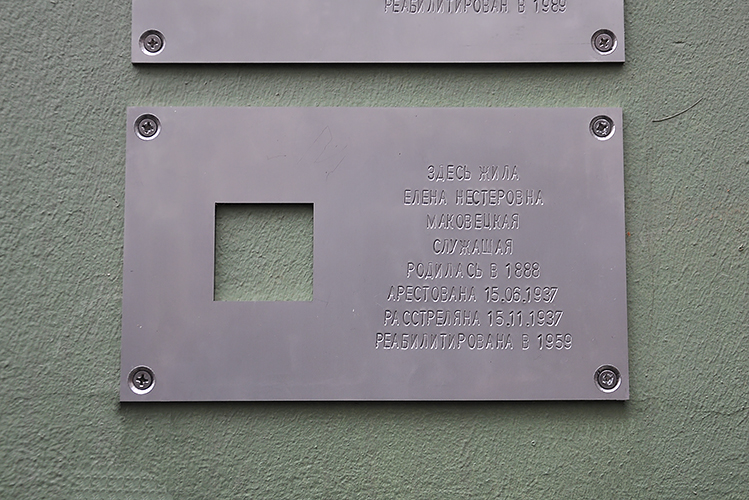 РЕАБИЛИТИРОВАН В 1989
ЗДЕСЬ ЖИЛА
ЕЛЕНА НЕСТЕРОВНА
МАКОВЕЦКАЯ
СЛУЖАЩАЯ
РОДИЛАСЬ В 1888
АРЕСТОВАНА 15.06.1937
РАССТРЕЛЯНА 15.11.1937
РЕАБИЛИТИРОВАНА В 1959